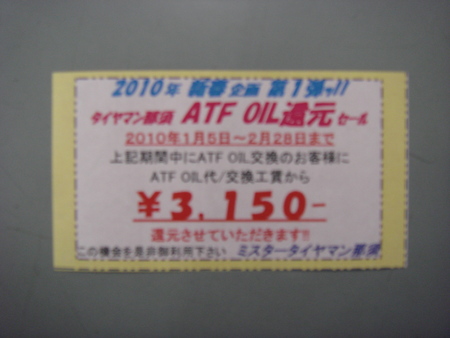 2010年 新春企画 第1弾ッ!!
タイヤマン那須 ATF OIL還元セール
2010年1月5日～2月28日まで
上記期間中にATF OIL交換のお客様に
ATF OIL代/交換工賃から
￥3,150-
還元させていただきます!!
この機会を是非御利用下さい ミスタータイヤマン那須